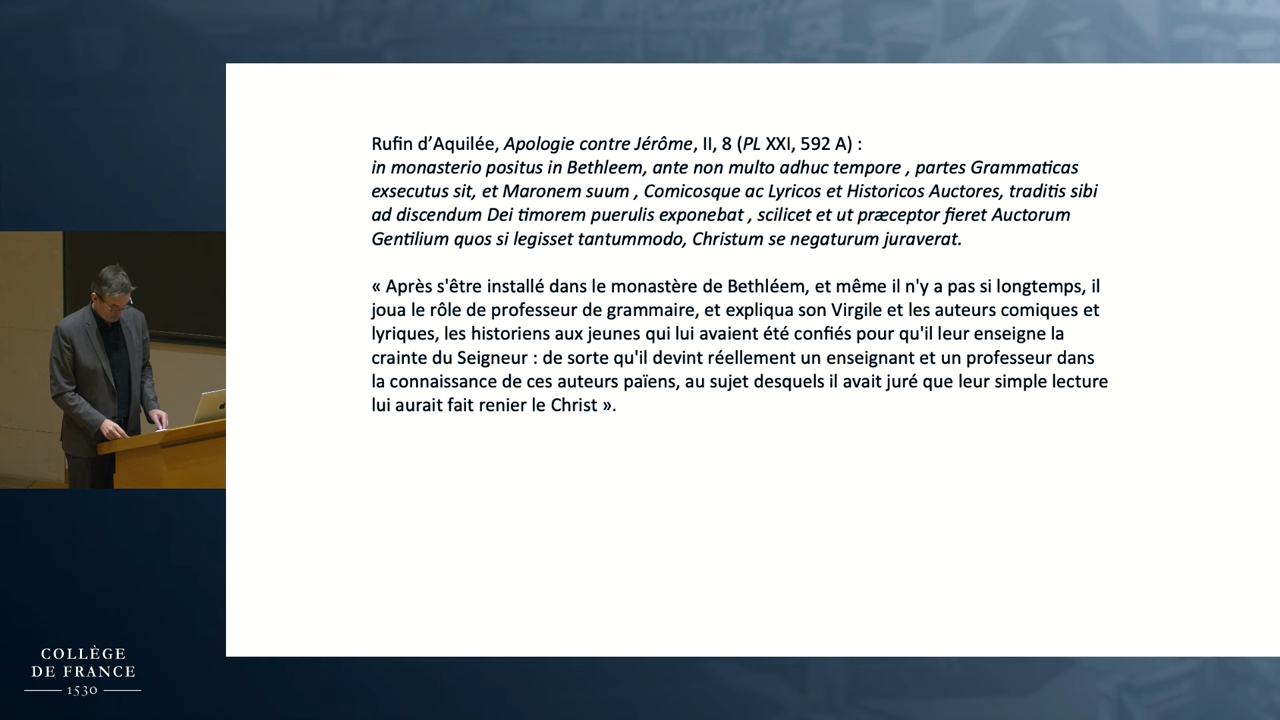 Rufin d’Aquilée, Apologie contre Jérôme, II, 8 (PL XXI, 592 A) :
in monasterio positus in Bethleem, ante non multo adhuc tempore , partes Grammaticas
exsecutus sit, et Maronem suum , Comicosque ac Lyricos et Historicos Auctores, traditis sibi
ad discendum Dei timorem puerulis exponebat , scilicet et ut præceptor fieret Auctorum
Gentilium quos si legisset tantummodo, Christum se negaturum juraverat.
« Après s'être installé dans le monastère de Bethléem, et même il n'y a pas si longtemps, il
joua le rôle de professeur de grammaire, et expliqua son Virgile et les auteurs comiques et
lyriques, les historiens aux jeunes qui lui avaient été confiés pour qu'il leur enseigne la
crainte du Seigneur : de sorte qu'il devint réellement un enseignant et un professeur dans
la connaissance de ces auteurs païens, au sujet desquels il avait juré que leur simple lecture
lui aurait fait renier le Christ ».
COLLÈGE
DE FRANCE
1530